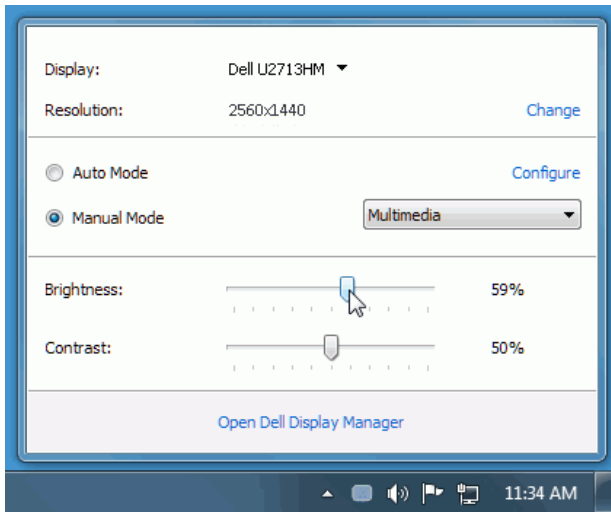 Display: Dell U2713HM
Resolution: 2560x1440 Change
Auto Mode Configure
Manual Mode Multimedia
Brightness: 59%
Contrast: 50%
Open Dell Display Manager
11:34 AM